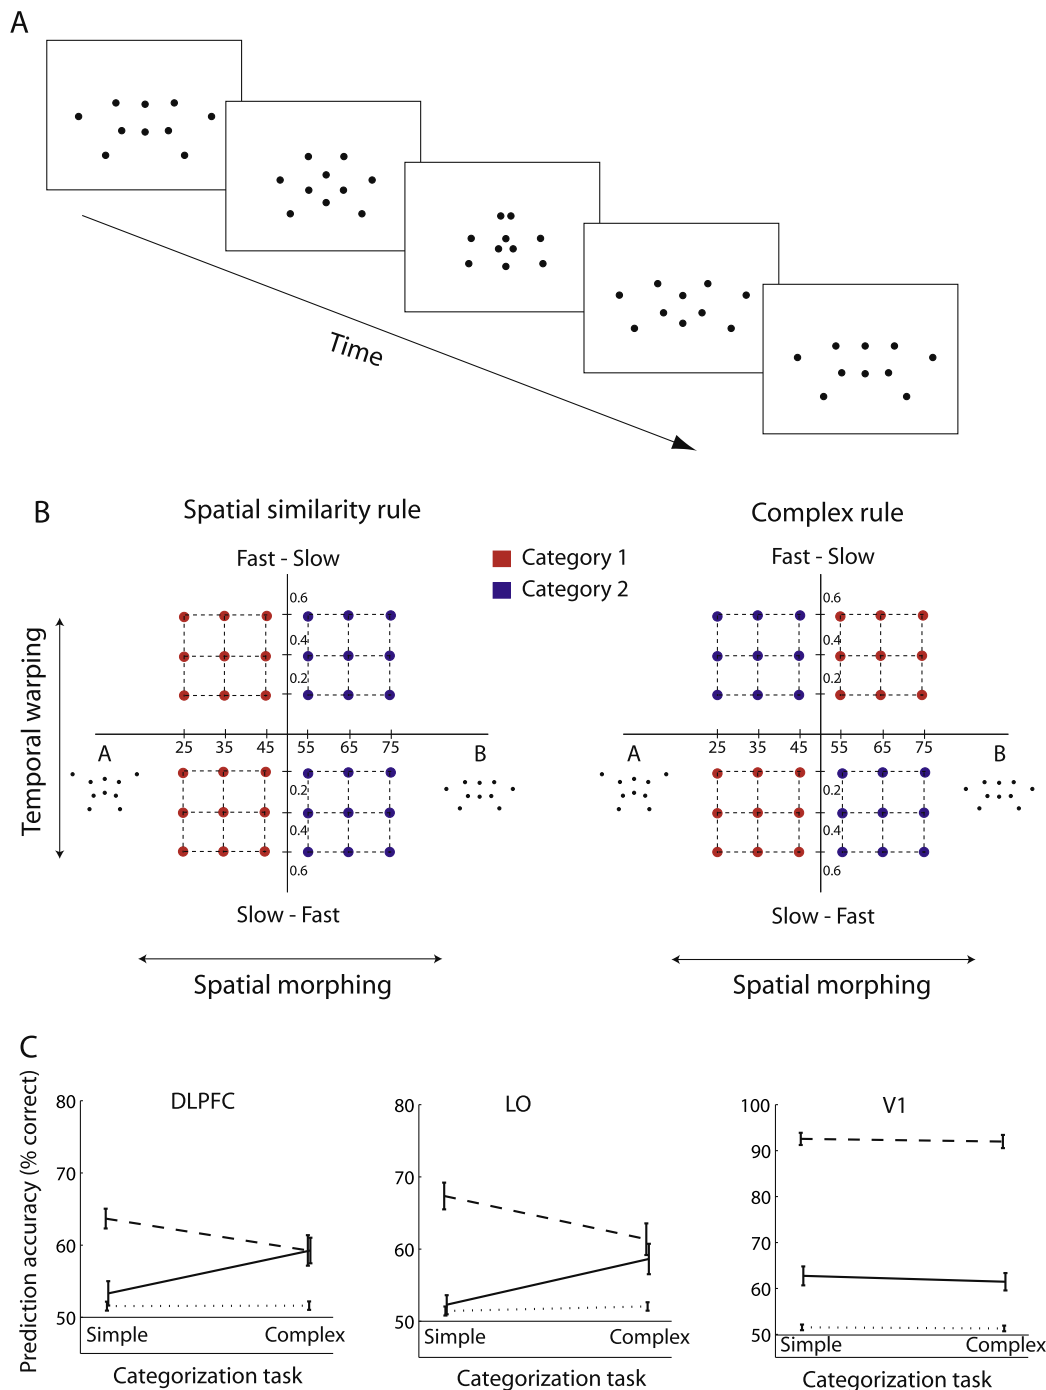 A
Time
B
Spatial similarity rule
Complex rule
Fast - Slow
Category 1
Category 2
Fast - Slow
0.6
0.4
0.2
0.6
0.4
0.2
Temporal warping
A
25 35 45 55 65 75
B
A
25 35 45 55 65 75
B
0.2
0.4
0.6
0.2
0.4
0.6
Slow - Fast
Slow - Fast
Spatial morphing
Spatial morphing
C
Prediction accuracy (% correct)
DLPFC
80
70
60
50
Simple Complex
Categorization task
LO
80
70
60
50
Simple Complex
Categorization task
V1
100
90
80
70
60
50
Simple Complex
Categorization task